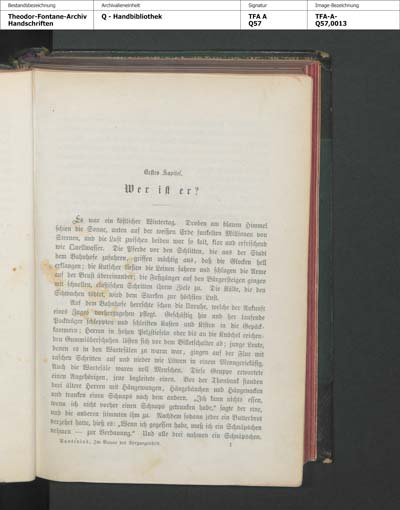 Bestandsbezeichnung Archivalieneinheit Signatur Image-Bezeichnung
Theodor-Fontane-Archiv Q - Handbibliothek TFA A TFA-A-
Handschriften Q57 Q57,0013
Erstes Kapitel.
Wer ist er?
Es war ein köstlicher Wintertag. Droben am blauen Himmel
schien die Sonne, unten auf der weißen Erde funkelten Millionen von
Sternen, und die Luft zwischen beiden war so kalt, klar und erfrischend
wie Quellwasser. Die Pferde vor den Schlitten, die aus der Stadt
dem Bahnhofe zufuhren, griffen mächtig aus, daß die Glocken hell
erklangen; die Kutscher ließen die Leinen fahren und schlugen die Arme
auf der Brust übereinander; die Fußgänger auf den Bürgersteigen gingen
mit schnellen, elastischen Schritten ihrem Ziele zu. Die Kälte, die den
Schwachen tödtet, wird dem Starken zur höchsten Lust.
Auf dem Bahnhofe herrschte schon die Unruhe, welche der Ankunft
eines Zuges vorherzugehen pflegt. Geschäftig hin und her laufende
Packträger schleppten und schleiften Kasten und Kisten in die Gepäck-
kammern; Herren in hohen Pelzstiefeln oder bis an die Knöchel reichen-
den Gummiüberschuhen ließen sich vor dem Billetschalter ab; junge Leute,
denen es in den Wartesälen zu warm war, gingen auf der Flur mit
raschen Schritten auf und nieder wie Löwen in einem Menageriekäfig.
Auch die Wartesäle waren voll Menschen. Diese Gruppe erwartete
einen Angehörigen, jene begleitete einen. Vor der Thonbank standen
drei ältere Herren mit Hängewangen, Hängebäuchen und Hängenacken
und tranken einen Schnaps nach dem andern. „Ich kann nichts essen,
wenn ich nicht vorher einen Schnaps getrunken habe,“ sagte der eine,
und die anderen stimmten ihm zu. Nachdem sodann jeder ein Butterbrot
verzehrt hatte, hieß es: „Wenn ich gegessen habe, muß ich ein Schnäpschen
nehmen — zur Verdauung.“ Und alle drei nahmen ein Schnäpschen.
Pantenius, Im Banne der Vergangenheit. 1